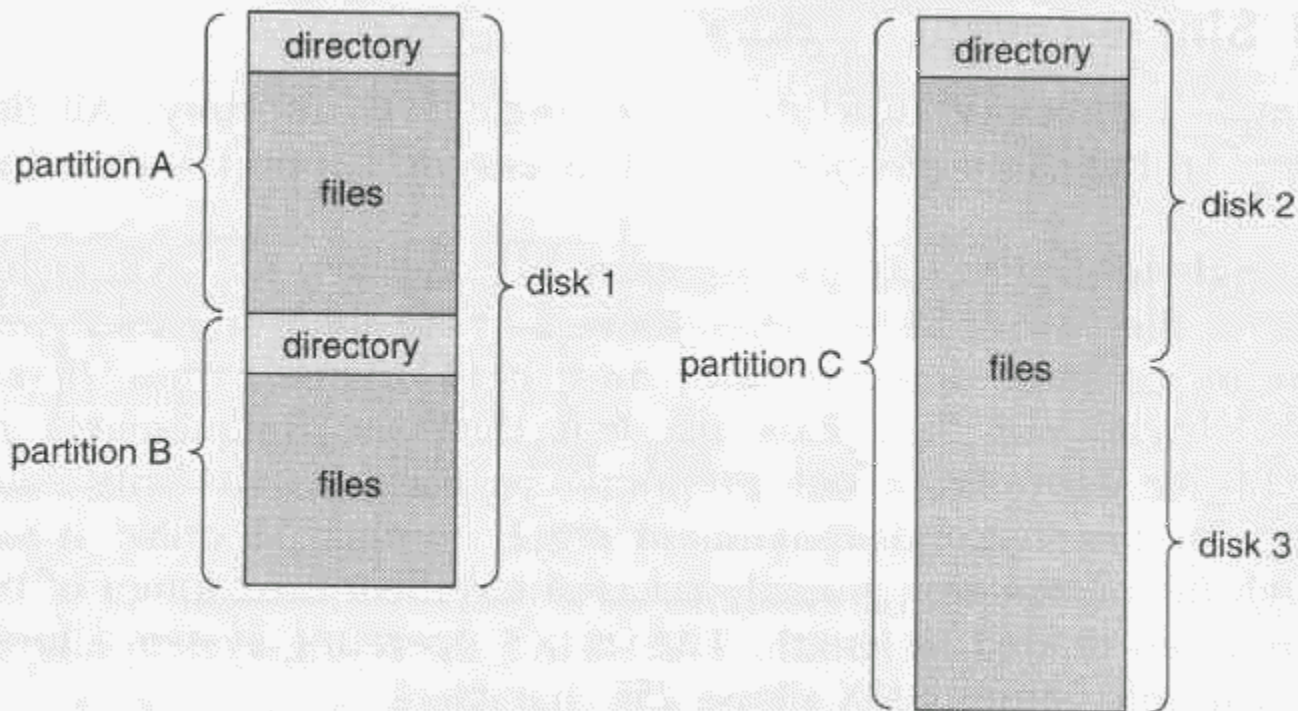 directory
partition A
files
disk 1
directory
partition B
files
directory
disk 2
partition C
files
disk 3